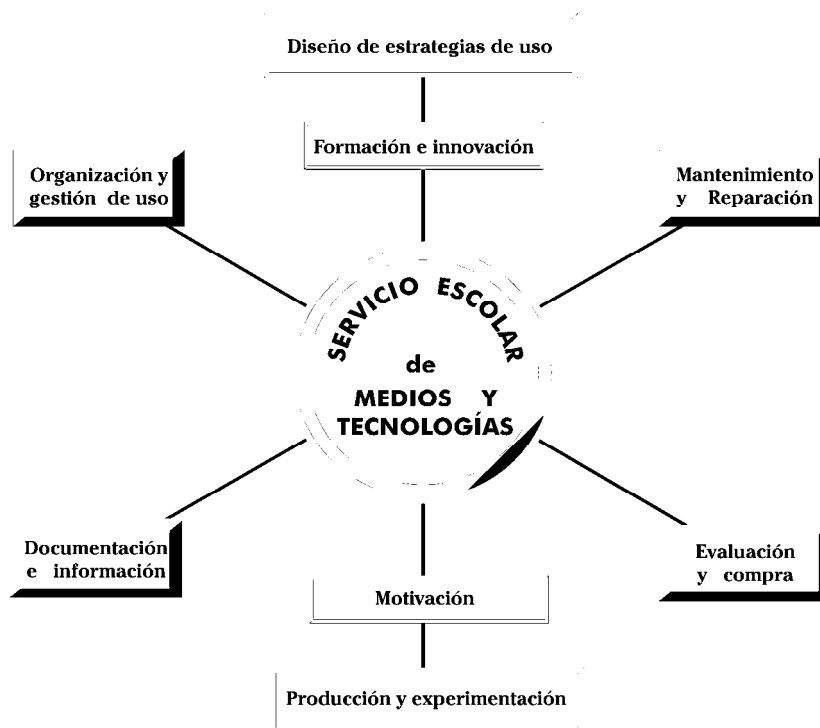 Diseño de estrategias de uso
Formación e innovación
Organización y
gestión de uso
Mantenimiento
y Reparación
SERVICIO ESCOLAR
de
MEDIOS Y
TECNOLOGÍAS
Documentación
e información
Evaluación
y compra
Motivación
Producción y experimentación